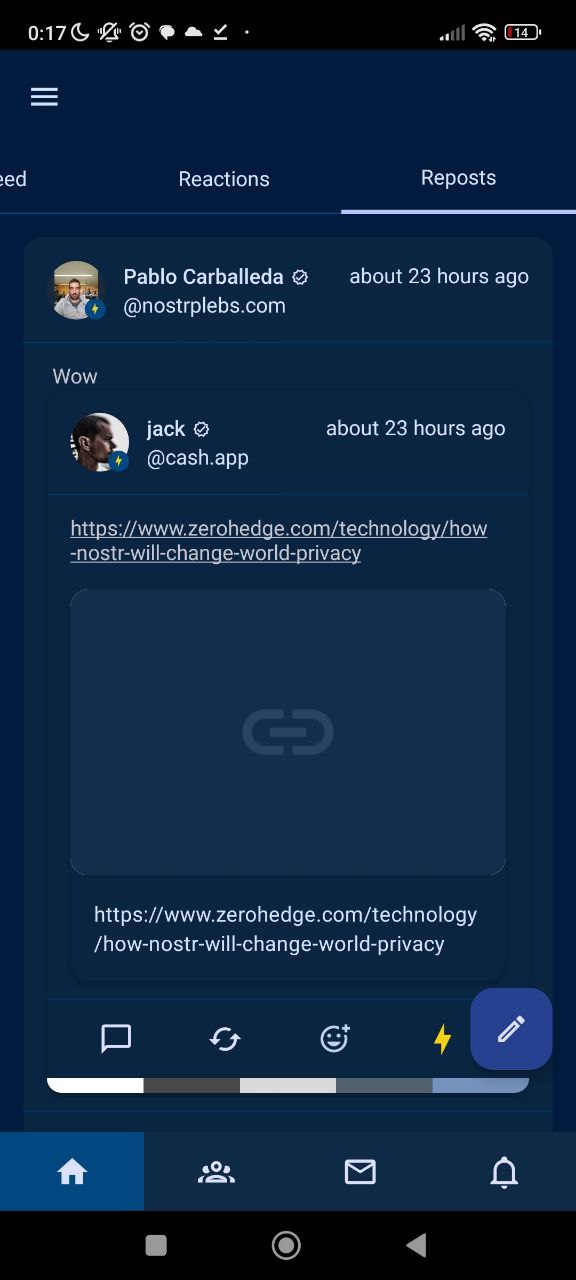 0:17
14
eed
Reactions
Reposts
Pablo Carballeda
about 23 hours ago
@nostrplebs.com
Wow
jack
about 23 hours ago
@cash.app
https://www.zerohedge.com/technology/how
-nostr-will-change-world-privacy
https://www.zerohedge.com/technology
/how-nostr-will-change-world-privacy